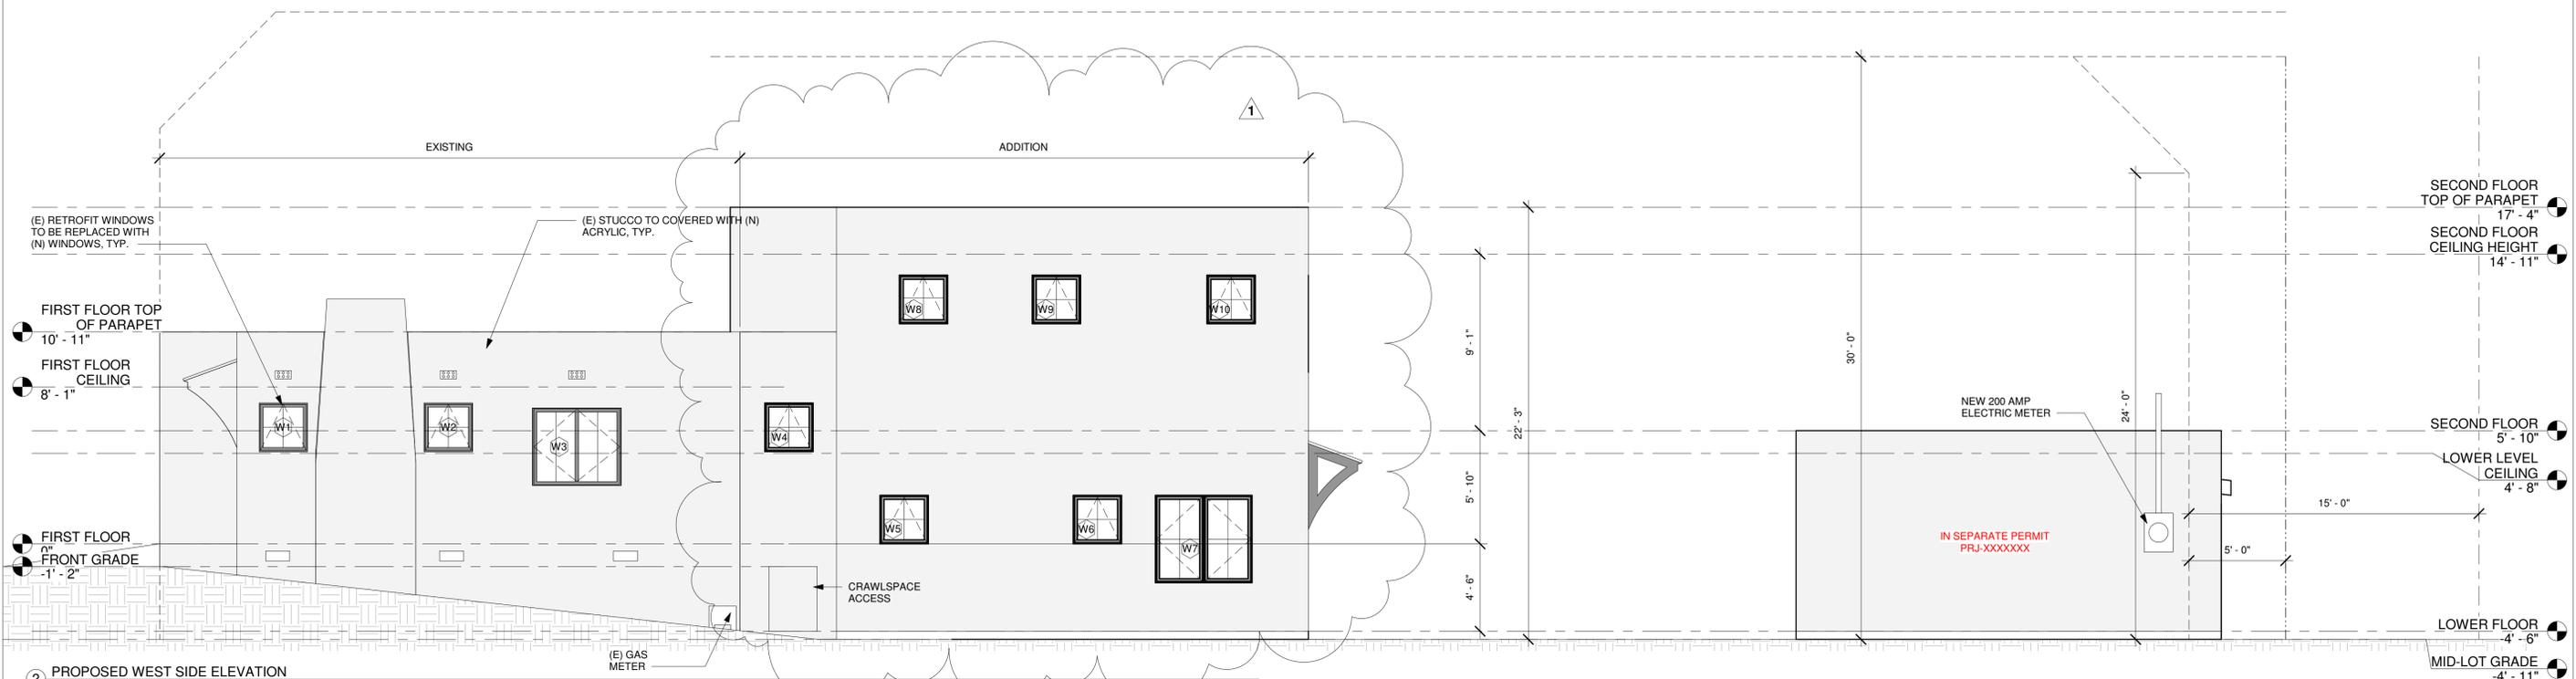 1
EXISTING
ADDITION
(E) RETROFIT WINDOWS
TO BE REPLACED WITH
(N) WINDOWS, TYP.
(E) STUCCO TO COVERED WITH (N)
ACRYLIC, TYP.
SECOND FLOOR
TOP OF PARAPET
17' - 4"
SECOND FLOOR
CEILING HEIGHT
14' - 11"
FIRST FLOOR TOP
OF PARAPET
10' - 11"
FIRST FLOOR
CEILING
8' - 1"
W8
W9
W10
W1
W2
W3
W4
W5
W6
W7
9' - 1"
5' - 10"
4' - 6"
22' - 3"
30' - 0"
24' - 0"
NEW 200 AMP
ELECTRIC METER
SECOND FLOOR
5' - 10"
LOWER LEVEL
CEILING
4' - 8"
15' - 0"
5' - 0"
IN SEPARATE PERMIT
PRJ-XXXXXXX
FIRST FLOOR
0"
FRONT GRADE
-1' - 2"
CRAWLSPACE
ACCESS
(E) GAS
METER
LOWER FLOOR
-4' - 6"
MID-LOT GRADE
-4' - 11"
2 PROPOSED WEST SIDE ELEVATION